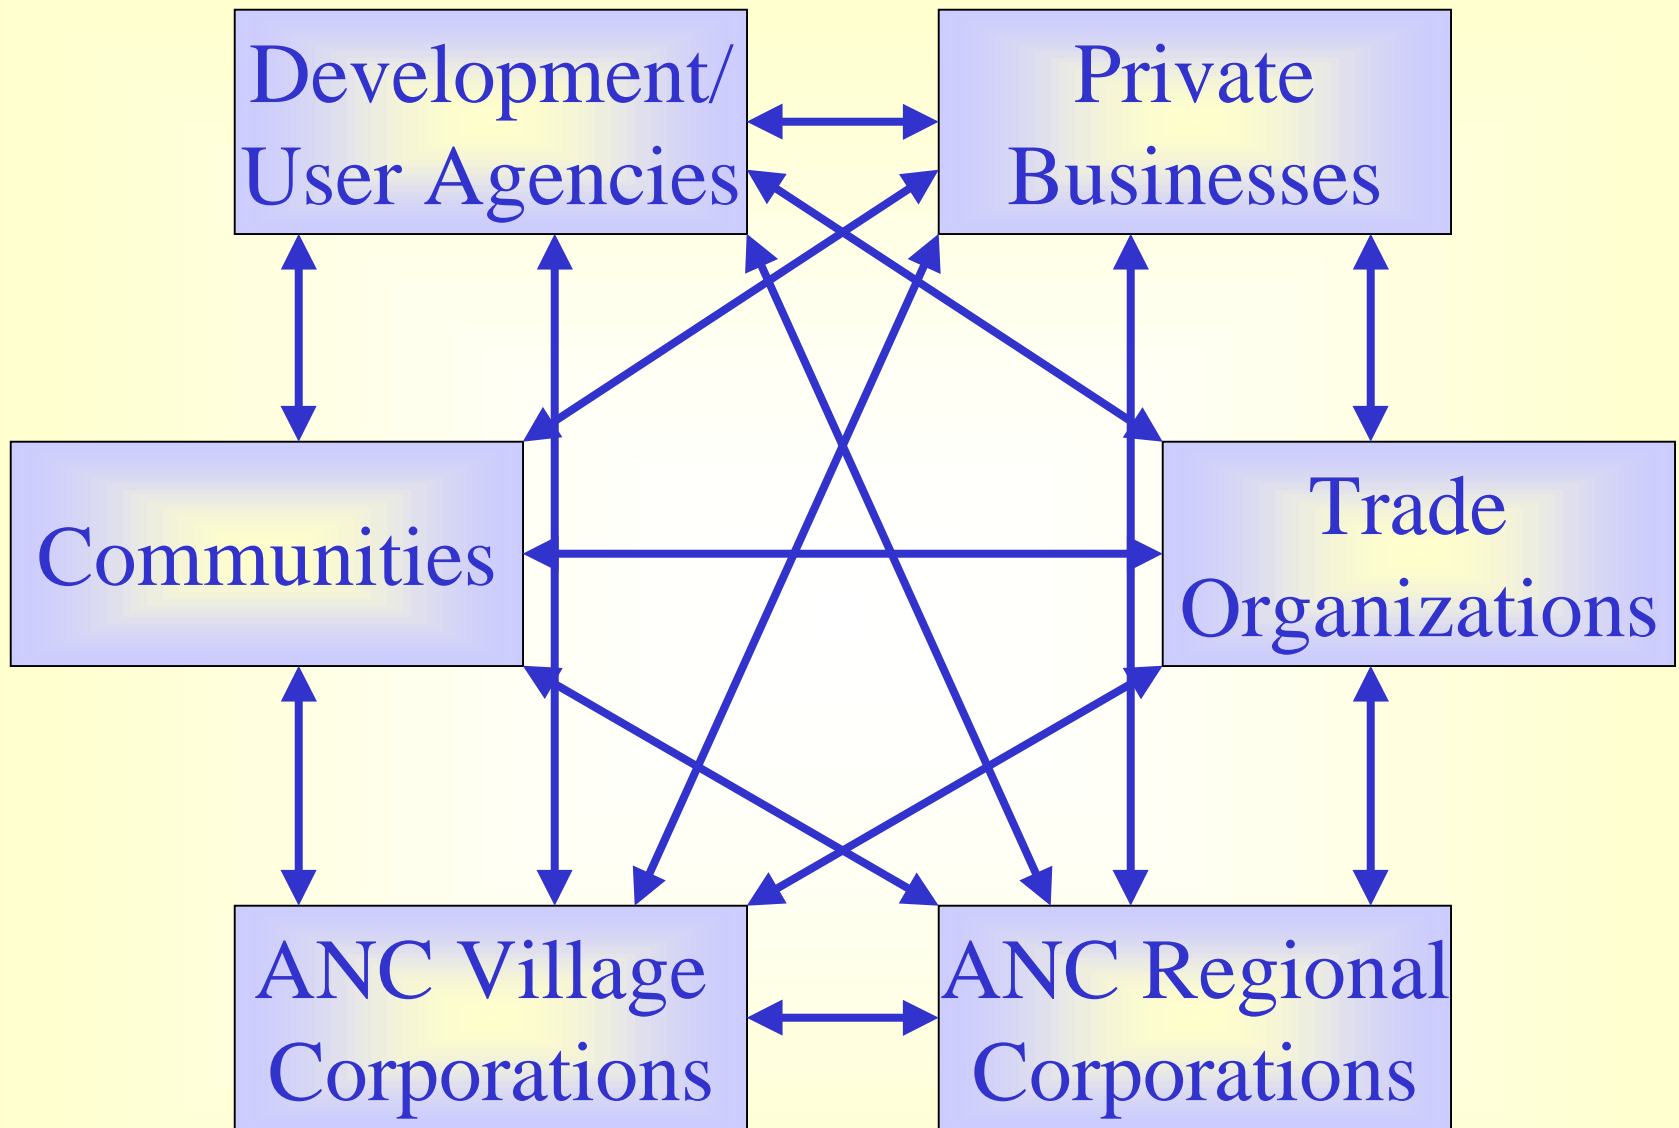 Development/
User Agencies
Private
Businesses
Communities
Trade
Organizations
ANC Village
Corporations
ANC Regional
Corporations